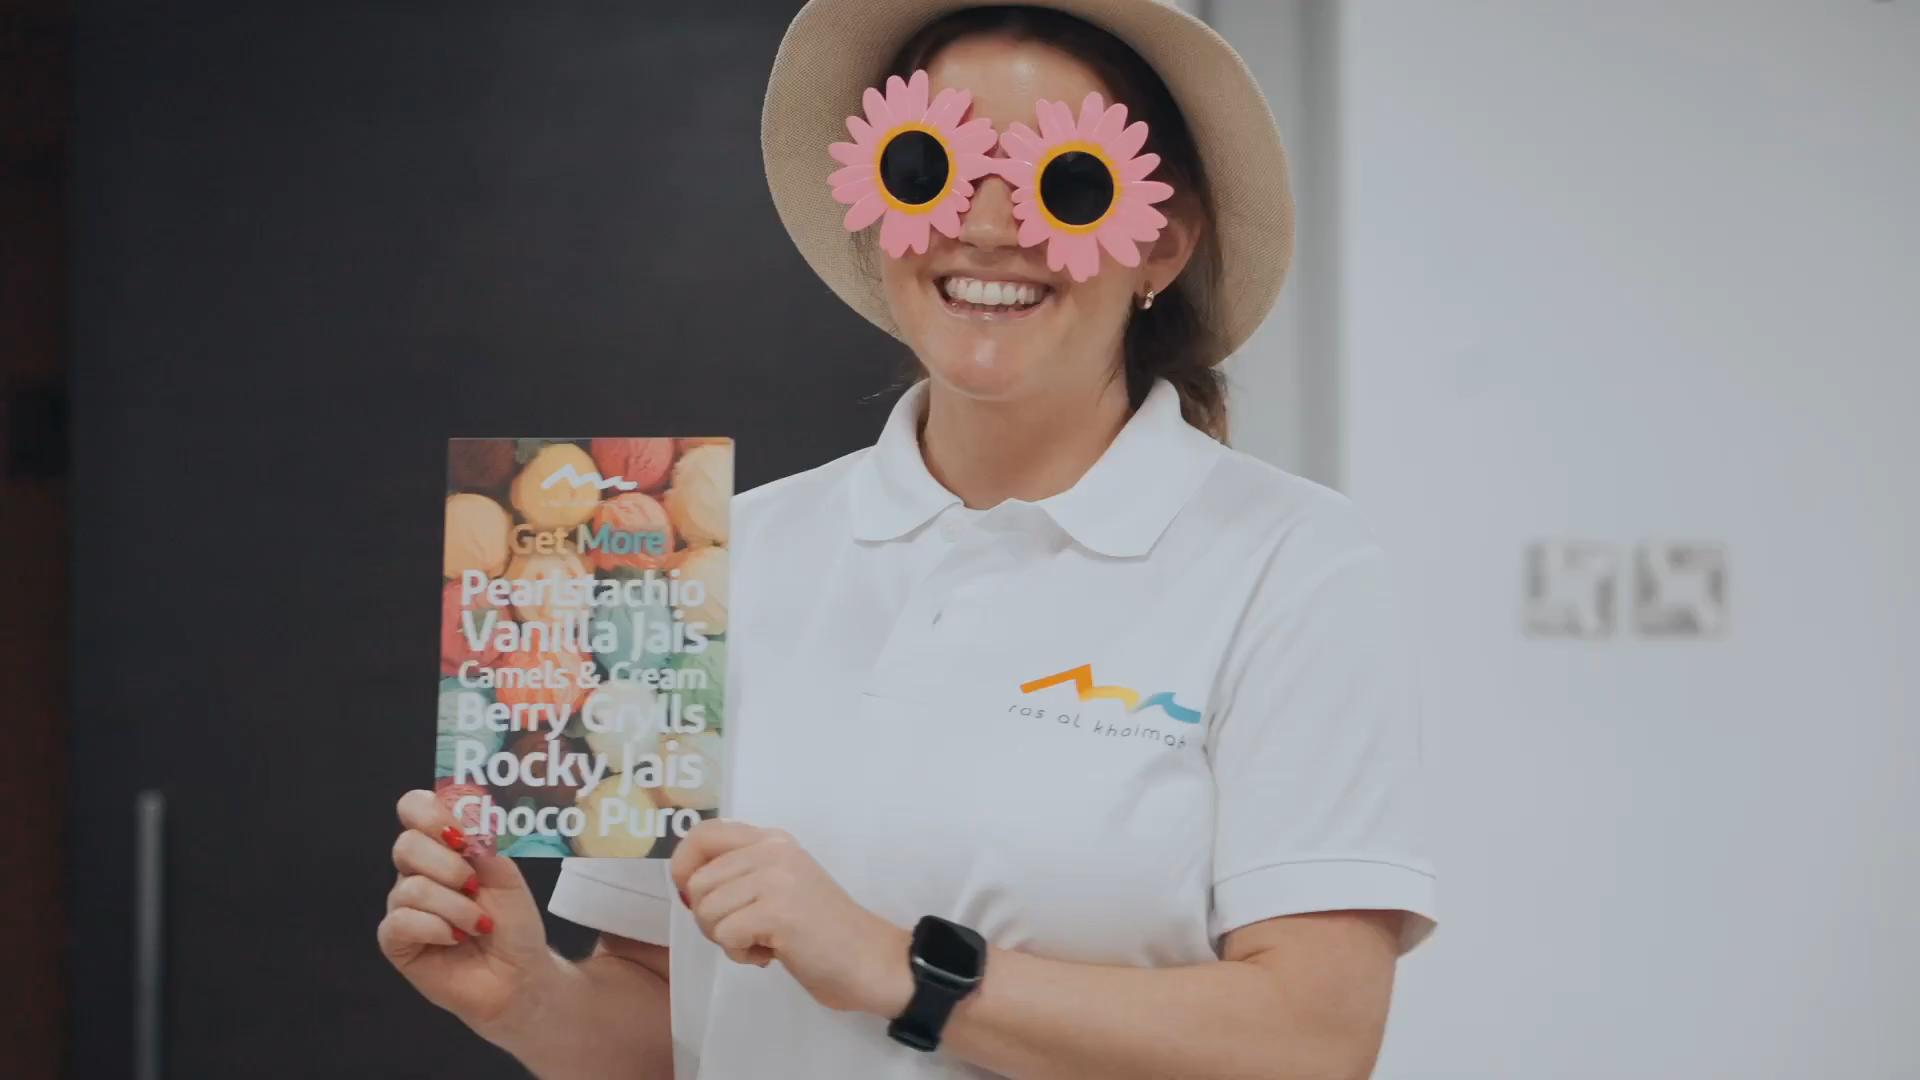 Get More
Pearlstachio
Vanilla Jais
Camels & Cream
Berry Grylls
Rocky Jais
Choco Puro
ras al khaimah